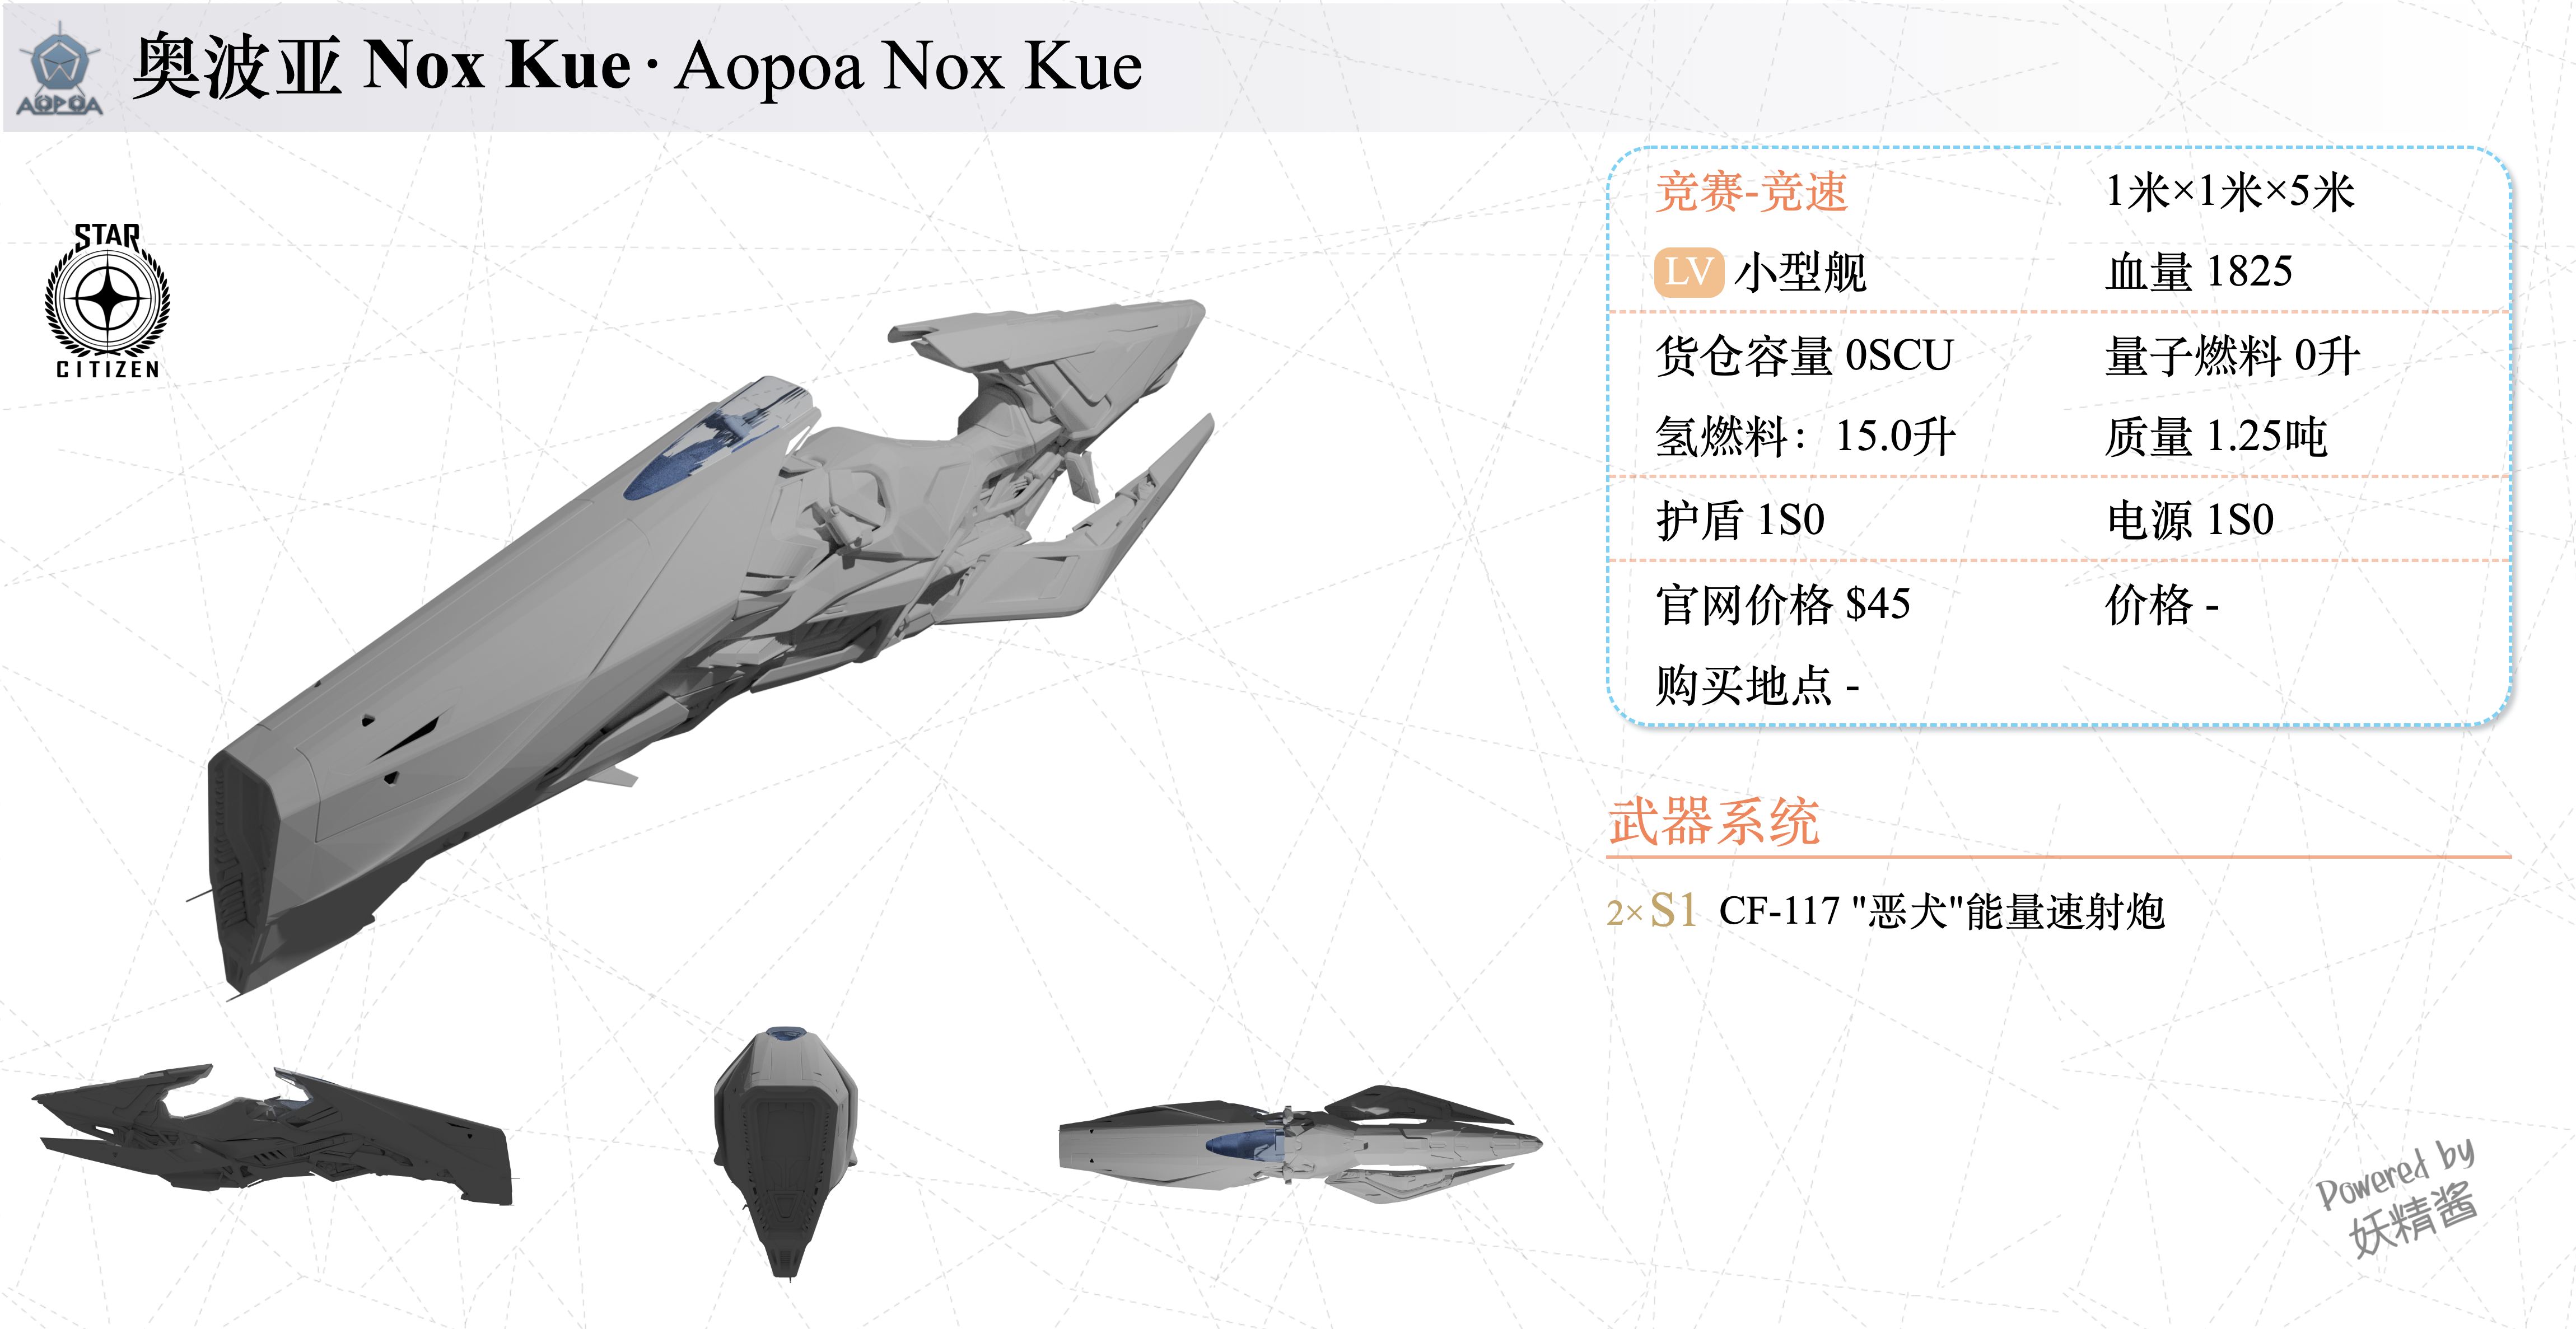 AOPOA
奥波亚 Nox Kue · Aopoa Nox Kue
STAR
CITIZEN
竞赛-竞速 1米×1米×5米
LV 小型舰 血量 1825
货仓容量 0SCU 量子燃料 0升
氢燃料：15.0升 质量 1.25吨
护盾 1S0 电源 1S0
官网价格 $45 价格 -
购买地点 -
武器系统
2× S1 CF-117 "恶犬"能量速射炮
Powered by
妖精酱